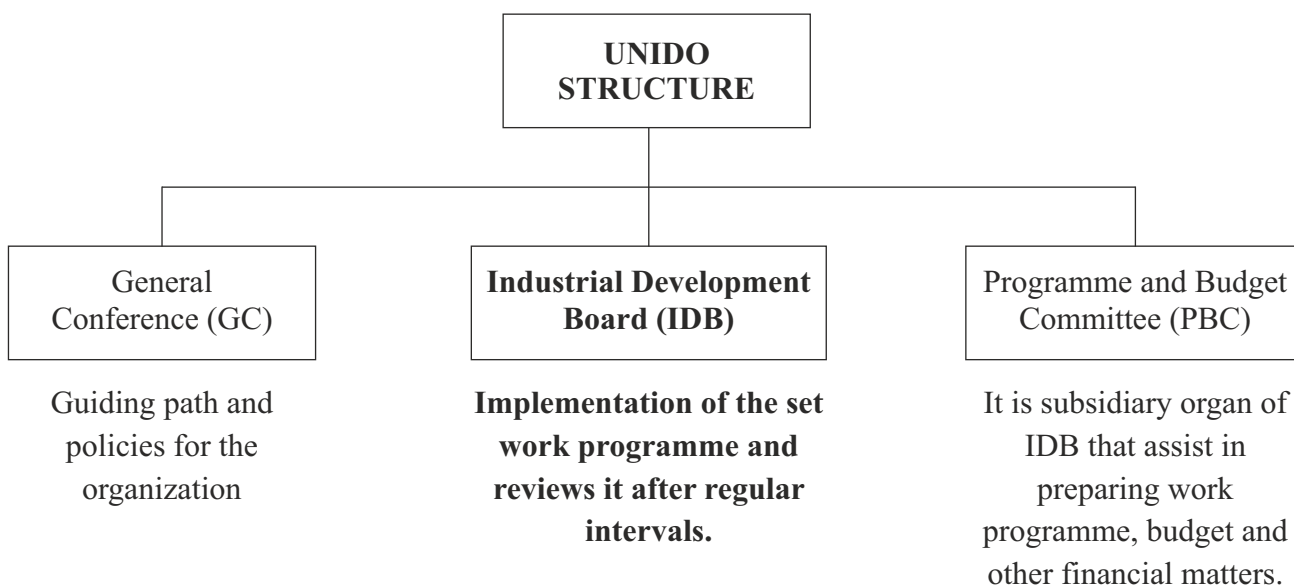 UNIDO
STRUCTURE
General
Conference (GC)
Guiding path and
policies for the
organization
Industrial Development
Board (IDB)
Implementation of the set
work programme and
reviews it after regular
intervals.
Programme and Budget
Committee (PBC)
It is subsidiary organ of
IDB that assist in
preparing work
programme, budget and
other financial matters.